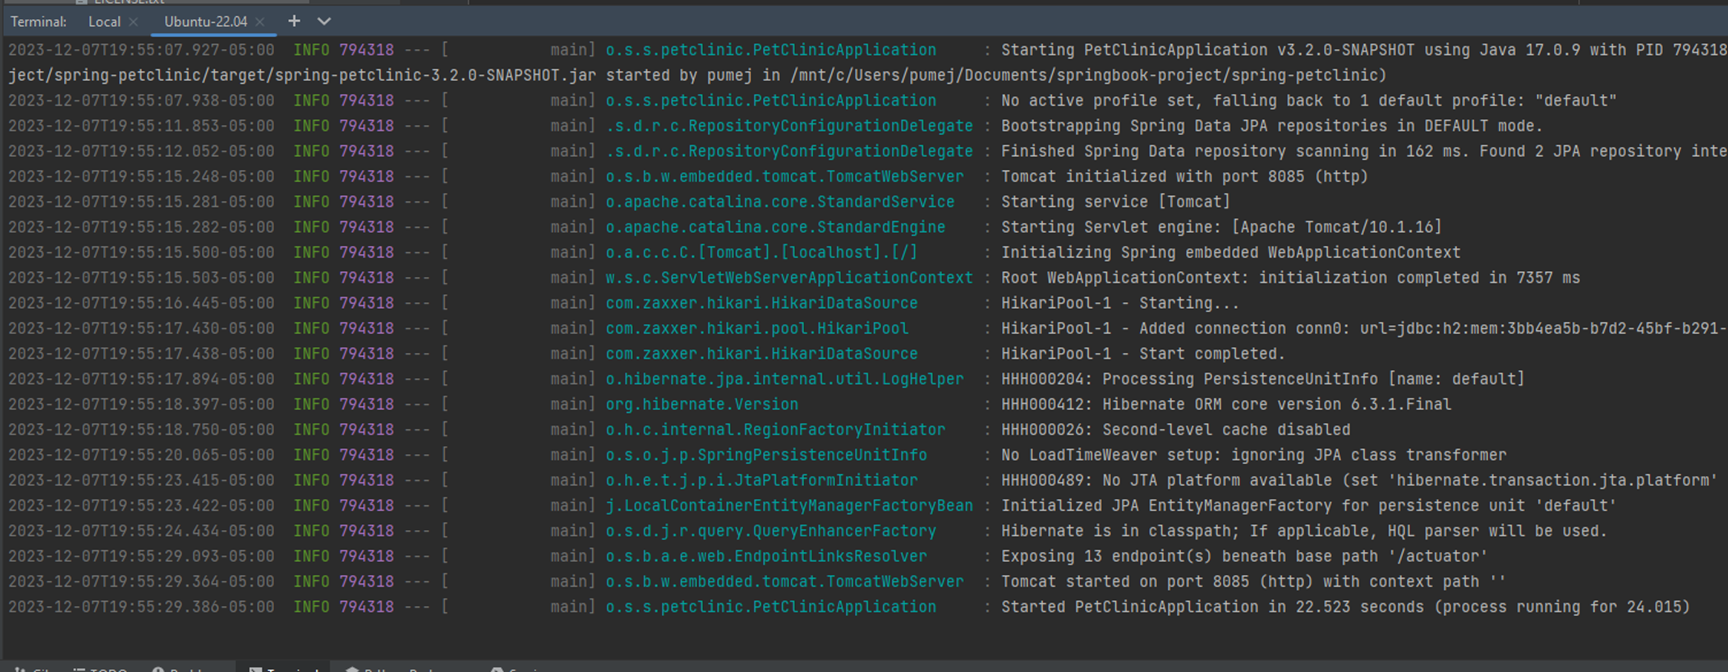 LICENSE.txt
Terminal: Local × Ubuntu-22.04 × +
2023-12-07T19:55:07.927-05:00  INFO 794318 --- [           main] o.s.s.petclinic.PetClinicApplication     : Starting PetClinicApplication v3.2.0-SNAPSHOT using Java 17.0.9 with PID 794318
ject/spring-petclinic/target/spring-petclinic-3.2.0-SNAPSHOT.jar started by pumej in /mnt/c/Users/pumej/Documents/springbook-project/spring-petclinic)
2023-12-07T19:55:07.938-05:00  INFO 794318 --- [           main] o.s.s.petclinic.PetClinicApplication     : No active profile set, falling back to 1 default profile: "default"
2023-12-07T19:55:11.853-05:00  INFO 794318 --- [           main] .s.d.r.c.RepositoryConfigurationDelegate : Bootstrapping Spring Data JPA repositories in DEFAULT mode.
2023-12-07T19:55:12.052-05:00  INFO 794318 --- [           main] .s.d.r.c.RepositoryConfigurationDelegate : Finished Spring Data repository scanning in 162 ms. Found 2 JPA repository inte
2023-12-07T19:55:15.248-05:00  INFO 794318 --- [           main] o.s.b.w.embedded.tomcat.TomcatWebServer  : Tomcat initialized with port 8085 (http)
2023-12-07T19:55:15.281-05:00  INFO 794318 --- [           main] o.apache.catalina.core.StandardService   : Starting service [Tomcat]
2023-12-07T19:55:15.282-05:00  INFO 794318 --- [           main] o.apache.catalina.core.StandardEngine    : Starting Servlet engine: [Apache Tomcat/10.1.16]
2023-12-07T19:55:15.500-05:00  INFO 794318 --- [           main] o.a.c.c.C.[Tomcat].[localhost].[/]       : Initializing Spring embedded WebApplicationContext
2023-12-07T19:55:15.503-05:00  INFO 794318 --- [           main] w.s.c.ServletWebServerApplicationContext : Root WebApplicationContext: initialization completed in 7357 ms
2023-12-07T19:55:16.445-05:00  INFO 794318 --- [           main] com.zaxxer.hikari.HikariDataSource       : HikariPool-1 - Starting...
2023-12-07T19:55:17.430-05:00  INFO 794318 --- [           main] com.zaxxer.hikari.pool.HikariPool        : HikariPool-1 - Added connection conn0: url=jdbc:h2:mem:3bb4ea5b-b7d2-45bf-b291-
2023-12-07T19:55:17.438-05:00  INFO 794318 --- [           main] com.zaxxer.hikari.HikariDataSource       : HikariPool-1 - Start completed.
2023-12-07T19:55:17.894-05:00  INFO 794318 --- [           main] o.hibernate.jpa.internal.util.LogHelper  : HHH000204: Processing PersistenceUnitInfo [name: default]
2023-12-07T19:55:18.397-05:00  INFO 794318 --- [           main] org.hibernate.Version                    : HHH000412: Hibernate ORM core version 6.3.1.Final
2023-12-07T19:55:18.750-05:00  INFO 794318 --- [           main] o.h.c.internal.RegionFactoryInitiator    : HHH000026: Second-level cache disabled
2023-12-07T19:55:20.065-05:00  INFO 794318 --- [           main] o.s.o.j.p.SpringPersistenceUnitInfo      : No LoadTimeWeaver setup: ignoring JPA class transformer
2023-12-07T19:55:23.415-05:00  INFO 794318 --- [           main] o.h.e.t.j.p.i.JtaPlatformInitiator       : HHH000489: No JTA platform available (set 'hibernate.transaction.jta.platform'
2023-12-07T19:55:23.422-05:00  INFO 794318 --- [           main] j.LocalContainerEntityManagerFactoryBean : Initialized JPA EntityManagerFactory for persistence unit 'default'
2023-12-07T19:55:24.434-05:00  INFO 794318 --- [           main] o.s.d.j.r.query.QueryEnhancerFactory     : Hibernate is in classpath; If applicable, HQL parser will be used.
2023-12-07T19:55:29.093-05:00  INFO 794318 --- [           main] o.s.b.a.e.web.EndpointLinksResolver      : Exposing 13 endpoint(s) beneath base path '/actuator'
2023-12-07T19:55:29.364-05:00  INFO 794318 --- [           main] o.s.b.w.embedded.tomcat.TomcatWebServer  : Tomcat started on port 8085 (http) with context path ''
2023-12-07T19:55:29.386-05:00  INFO 794318 --- [           main] o.s.s.petclinic.PetClinicApplication     : Started PetClinicApplication in 22.523 seconds (process running for 24.015)
TODO Terminal